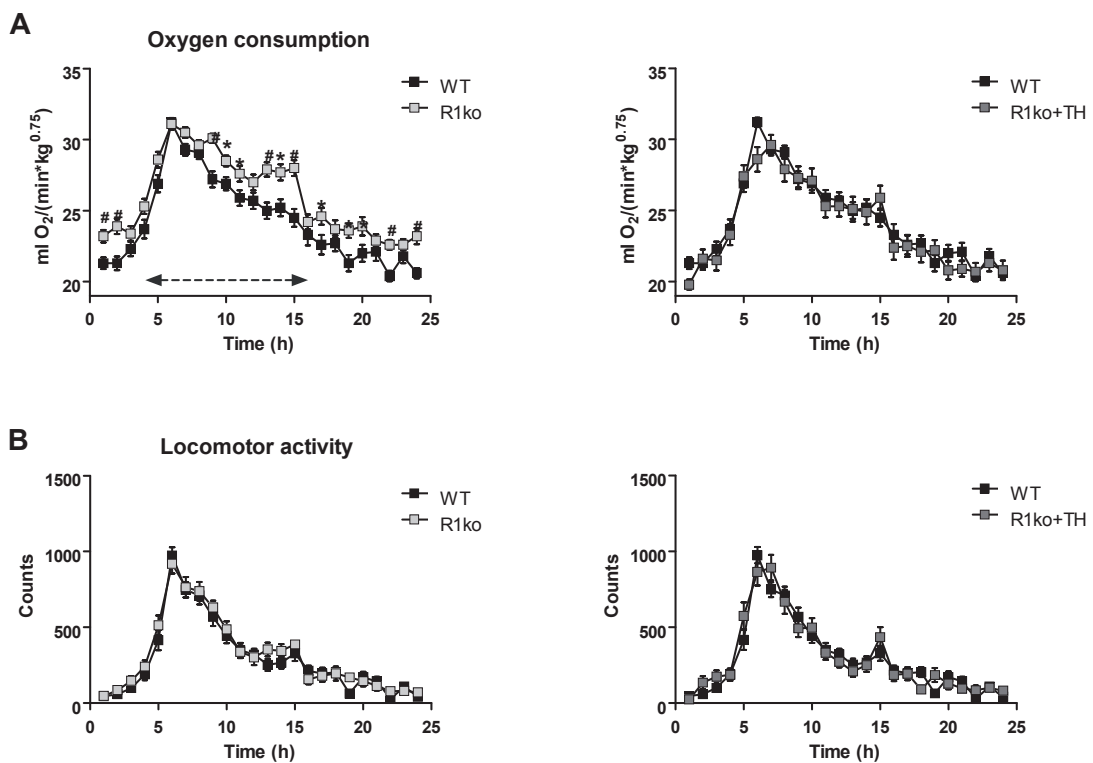 A
Oxygen consumption
ml O2/(min*kg0.75)
35
30
25
20
WT
R1ko
# # # * * # * # * * * # #
0 5 10 15 20 25
Time (h)
ml O2/(min*kg0.75)
35
30
25
20
WT
R1ko+TH
0 5 10 15 20 25
Time (h)
B
Locomotor activity
Counts
1500
1000
500
0
WT
R1ko
0 5 10 15 20 25
Time (h)
Counts
1500
1000
500
0
WT
R1ko+TH
0 5 10 15 20 25
Time (h)